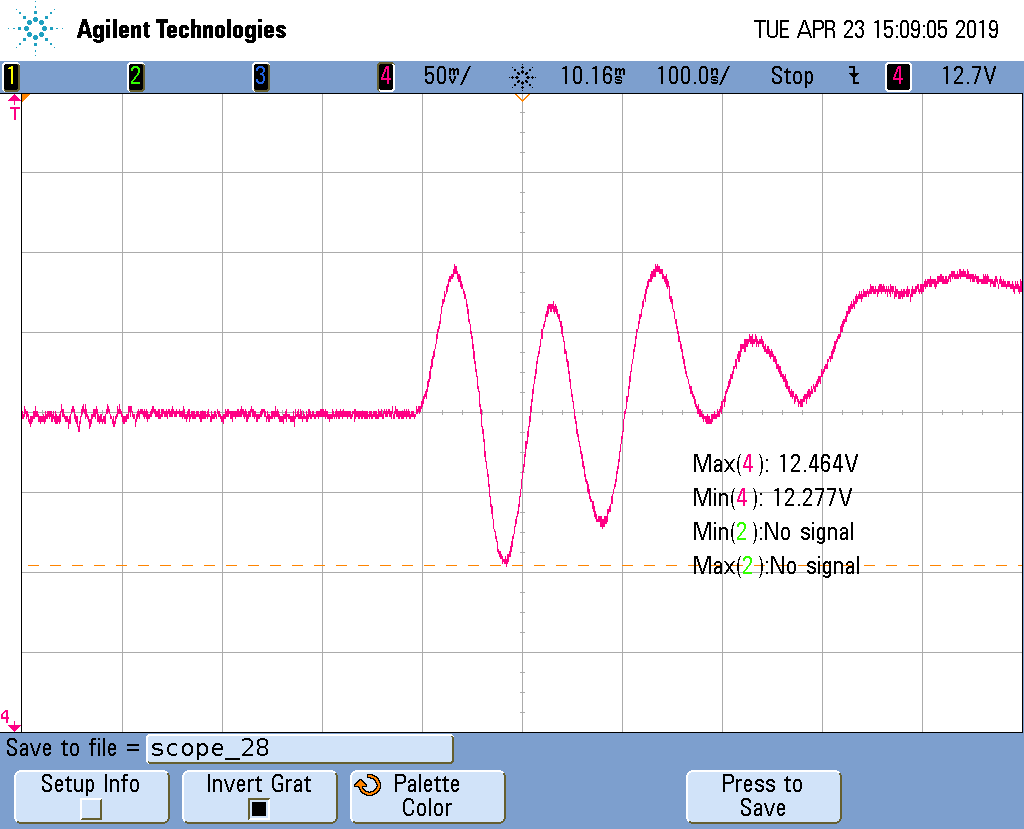 Agilent Technologies TUE APR 23 15:09:05 2019
1 2 3 4 50mV/ 10.16ms 100.0ms/ Stop 4 12.7V
T
Max(4): 12.464V
Min(4): 12.277V
Min(2):No signal
Max(2):No signal
4
Save to file = scope_28
Setup Info Invert Grat Palette Color Press to Save